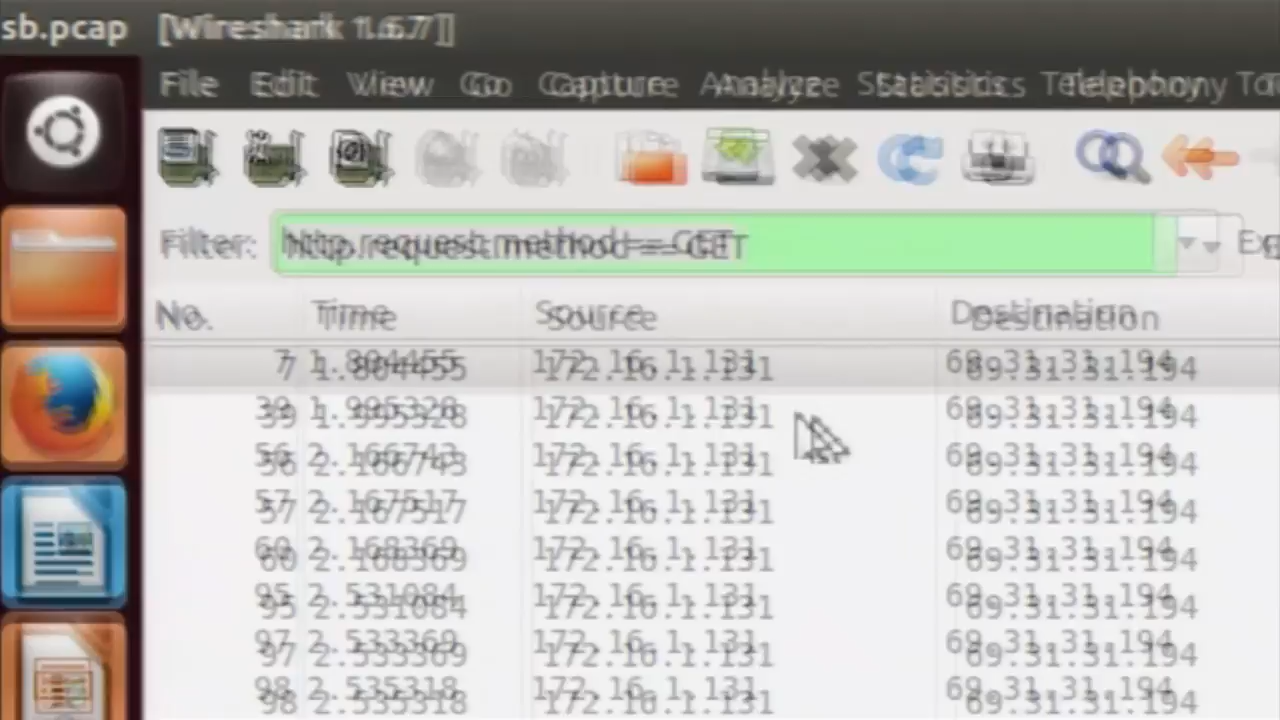 sb.pcap [Wireshark 1.6.7]
File Edit View Go Capture Analyze Statistics Telephony
Filter: http.request.method == GET
No. Time Source Destination
7 1.804455 172.16.1.131 69.31.31.194
39 1.995328 172.16.1.131 69.31.31.194
56 2.166743 172.16.1.131 69.31.31.194
57 2.167517 172.16.1.131 69.31.31.194
60 2.168369 172.16.1.131 69.31.31.194
95 2.531084 172.16.1.131 69.31.31.194
97 2.533369 172.16.1.131 69.31.31.194
98 2.535318 172.16.1.131 69.31.31.194